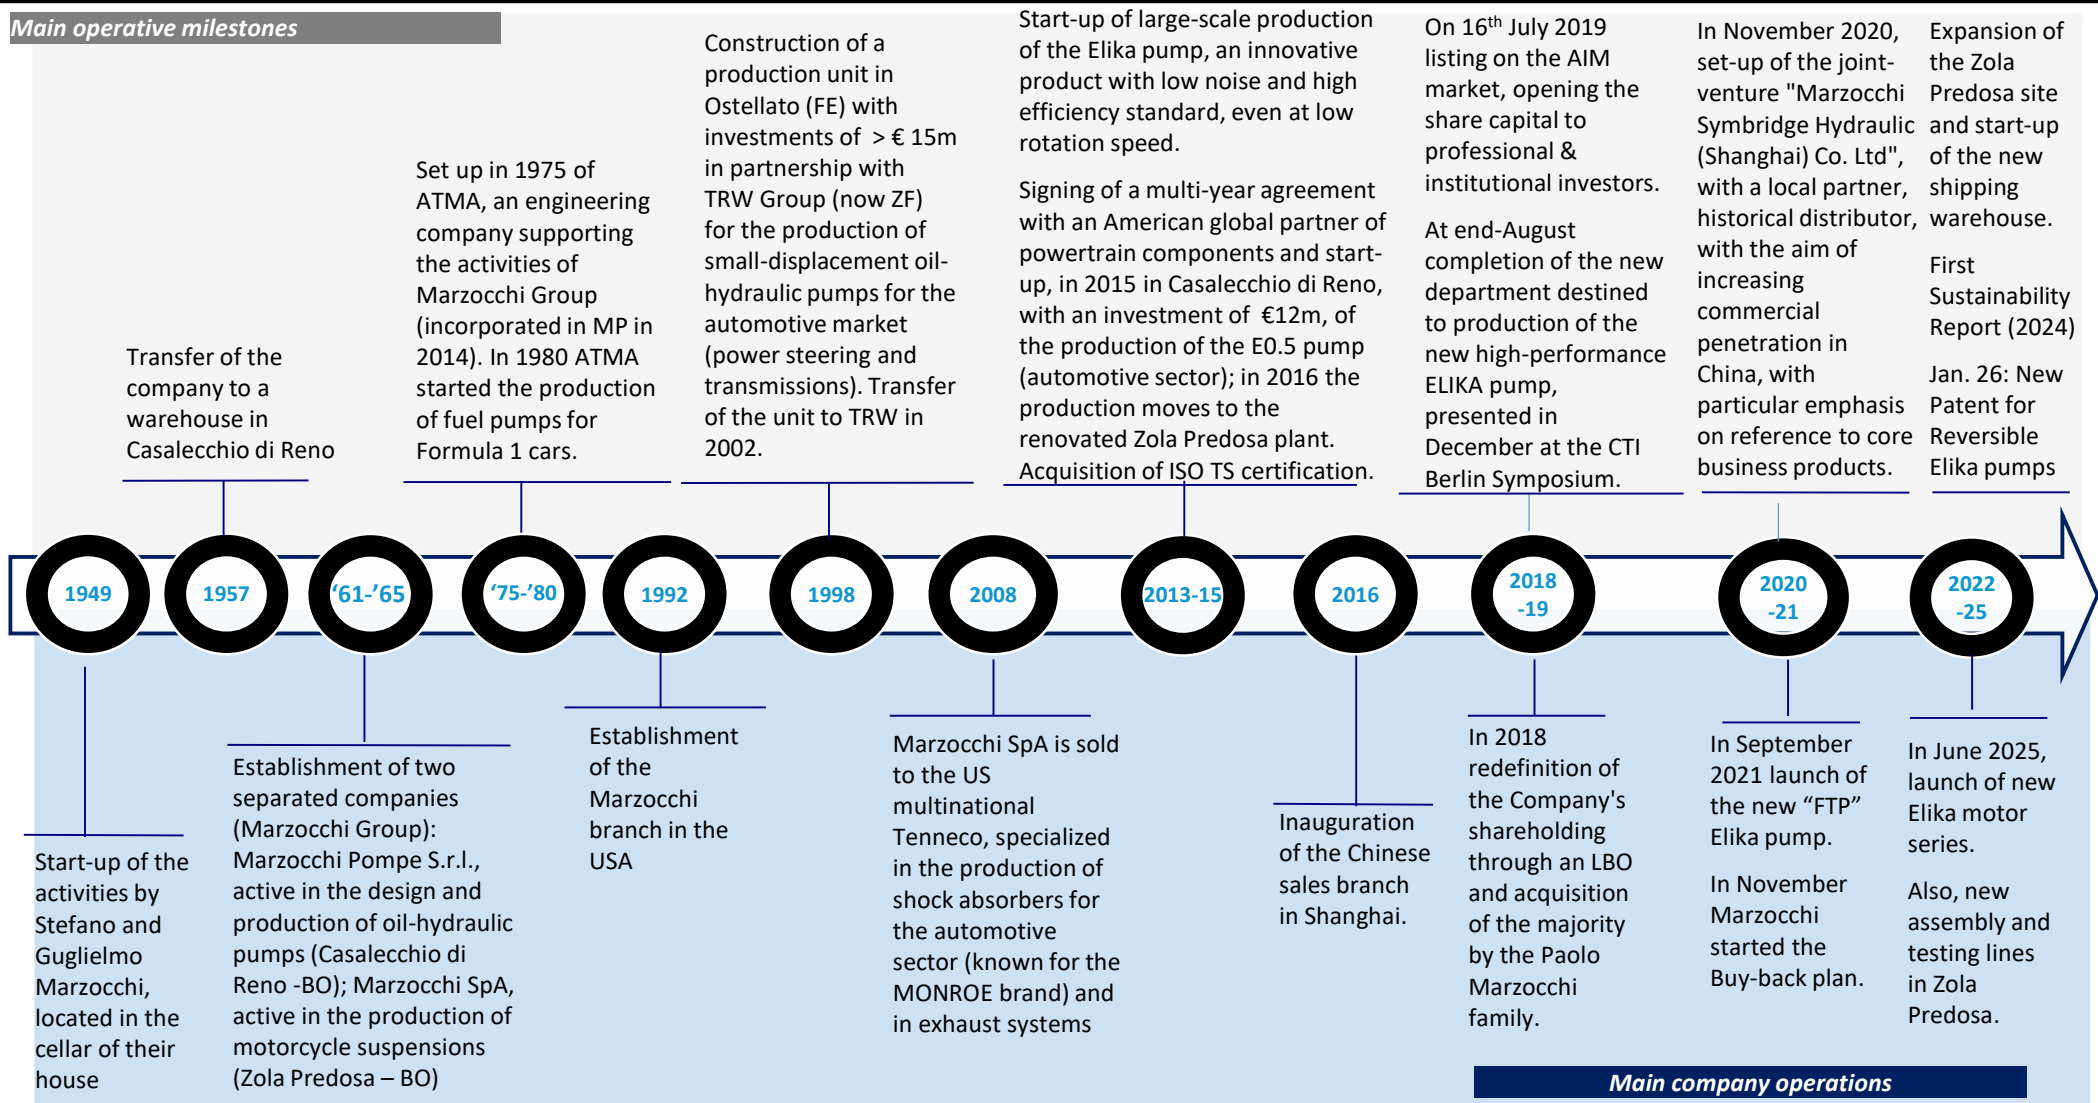 Main operative milestones
Transfer of the
company to a
warehouse in
Casalecchio di Reno
Set up in 1975 of
ATMA, an engineering
company supporting
the activities of
Marzocchi Group
(incorporated in MP in
2014). In 1980 ATMA
started the production
of fuel pumps for
Formula 1 cars.
Construction of a
production unit in
Ostellato (FE) with
investments of > € 15m
in partnership with
TRW Group (now ZF)
for the production of
small-displacement oil-
hydraulic pumps for the
automotive market
(power steering and
transmissions). Transfer
of the unit to TRW in
2002.
Start-up of large-scale production
of the Elika pump, an innovative
product with low noise and high
efficiency standard, even at low
rotation speed.
Signing of a multi-year agreement
with an American global partner of
powertrain components and start-
up, in 2015 in Casalecchio di Reno,
with an investment of €12m, of
the production of the E0.5 pump
(automotive sector); in 2016 the
production moves to the
renovated Zola Predosa plant.
Acquisition of ISO TS certification.
On 16th July 2019
listing on the AIM
market, opening the
share capital to
professional &
institutional investors.
At end-August
completion of the new
department destined
to production of the
new high-performance
ELIKA pump,
presented in
December at the CTI
Berlin Symposium.
In November 2020,
set-up of the joint-
venture "Marzocchi
Symbridge Hydraulic
(Shanghai) Co. Ltd",
with a local partner,
historical distributor,
with the aim of
increasing
commercial
penetration in
China, with
particular emphasis
on reference to core
business products.
Expansion of
the Zola
Predosa site
and start-up
of the new
shipping
warehouse.
First
Sustainability
Report (2024)
Jan. 26: New
Patent for
Reversible
Elika pumps
1949
1957
‘61-’65
‘75-’80
1992
1998
2008
2013-15
2016
2018
-19
2020
-21
2022
-25
Start-up of the
activities by
Stefano and
Guglielmo
Marzocchi,
located in the
cellar of their
house
Establishment of two
separated companies
(Marzocchi Group):
Marzocchi Pompe S.r.l.,
active in the design and
production of oil-hydraulic
pumps (Casalecchio di
Reno -BO); Marzocchi SpA,
active in the production of
motorcycle suspensions
(Zola Predosa – BO)
Establishment
of the
Marzocchi
branch in the
USA
Marzocchi SpA is sold
to the US
multinational
Tenneco, specialized
in the production of
shock absorbers for
the automotive
sector (known for the
MONROE brand) and
in exhaust systems
Inauguration
of the Chinese
sales branch
in Shanghai.
In 2018
redefinition of
the Company's
shareholding
through an LBO
and acquisition
of the majority
by the Paolo
Marzocchi
family.
In September
2021 launch of
the new “FTP”
Elika pump.
In November
Marzocchi
started the
Buy-back plan.
In June 2025,
launch of new
Elika motor
series.
Also, new
assembly and
testing lines
in Zola
Predosa.
Main company operations